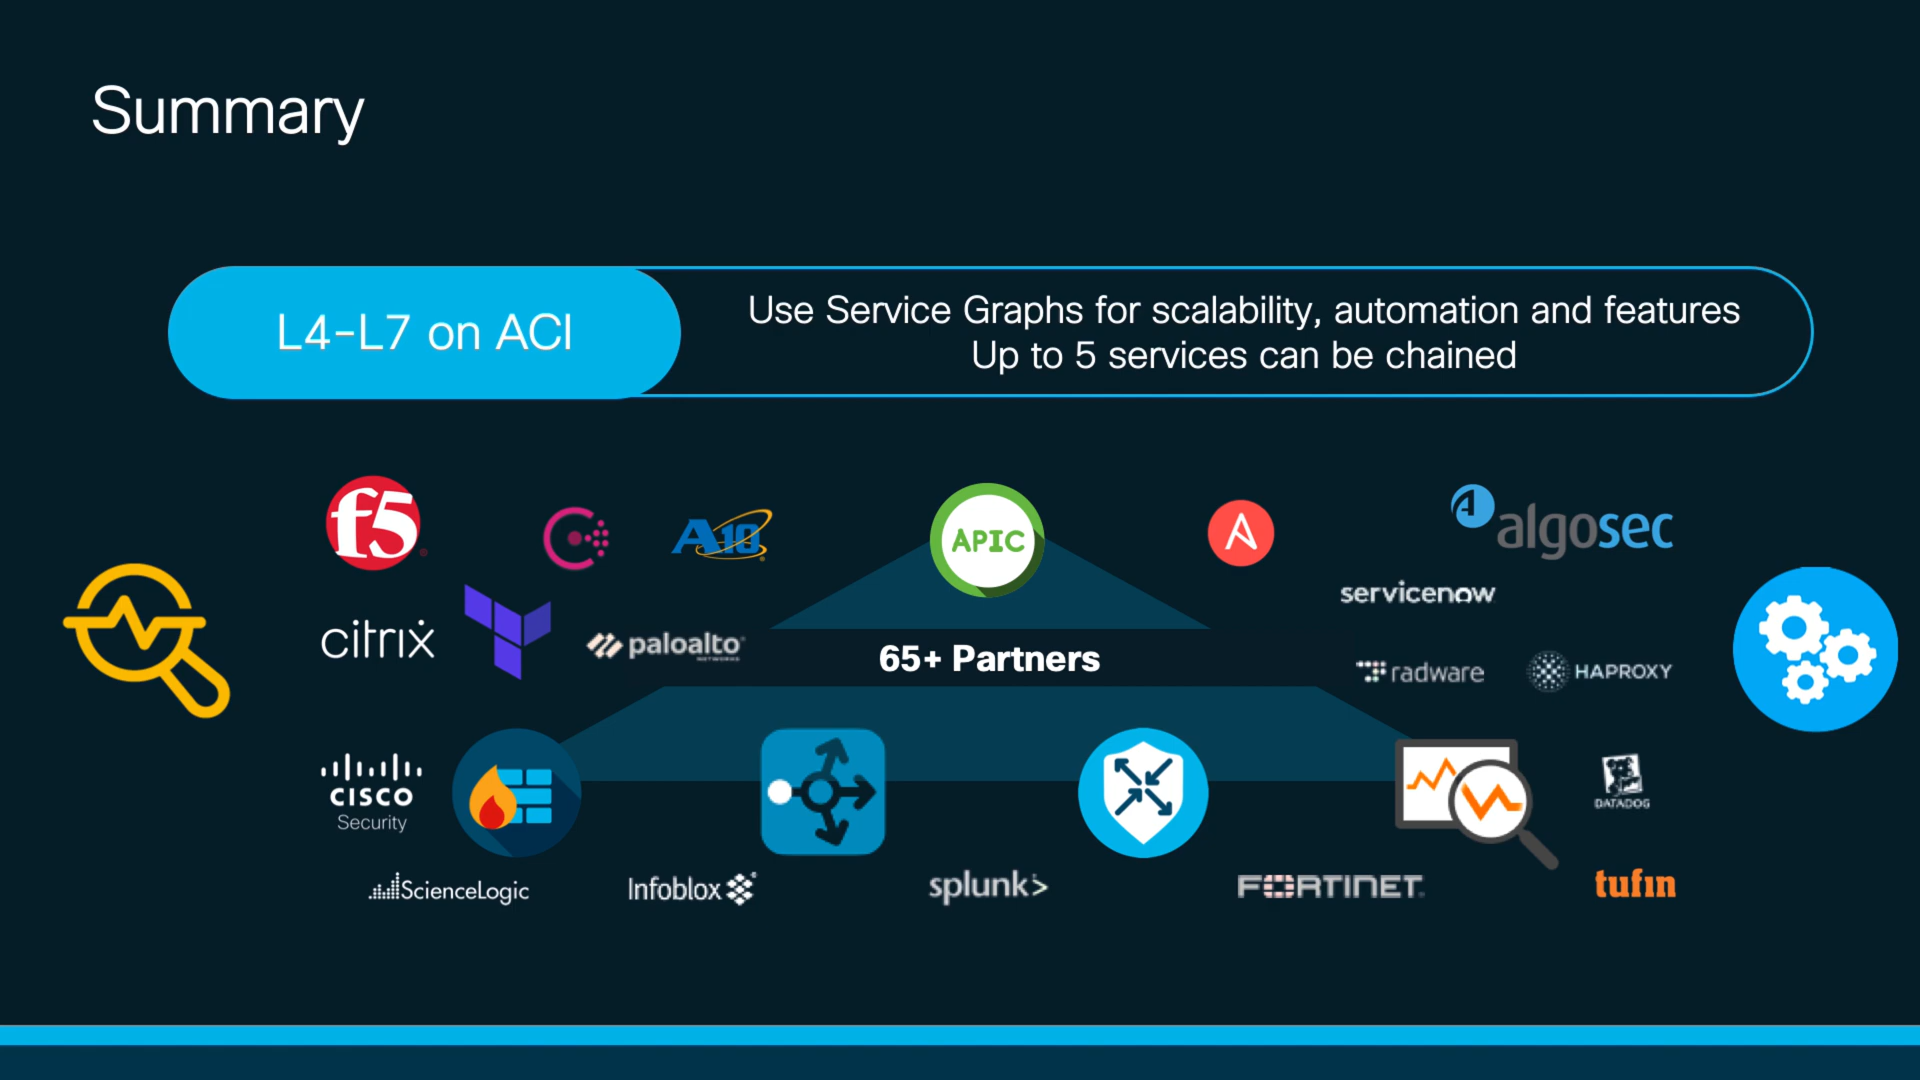 Summary
L4-L7 on ACI
Use Service Graphs for scalability, automation and features
Up to 5 services can be chained
f5
A10
APIC
algosec
servicenow
citrix
paloalto
NETWORKS
65+ Partners
radware
HAPROXY
CISCO
Security
DATADOG
ScienceLogic
Infoblox
splunk>
FORTINET
tufin